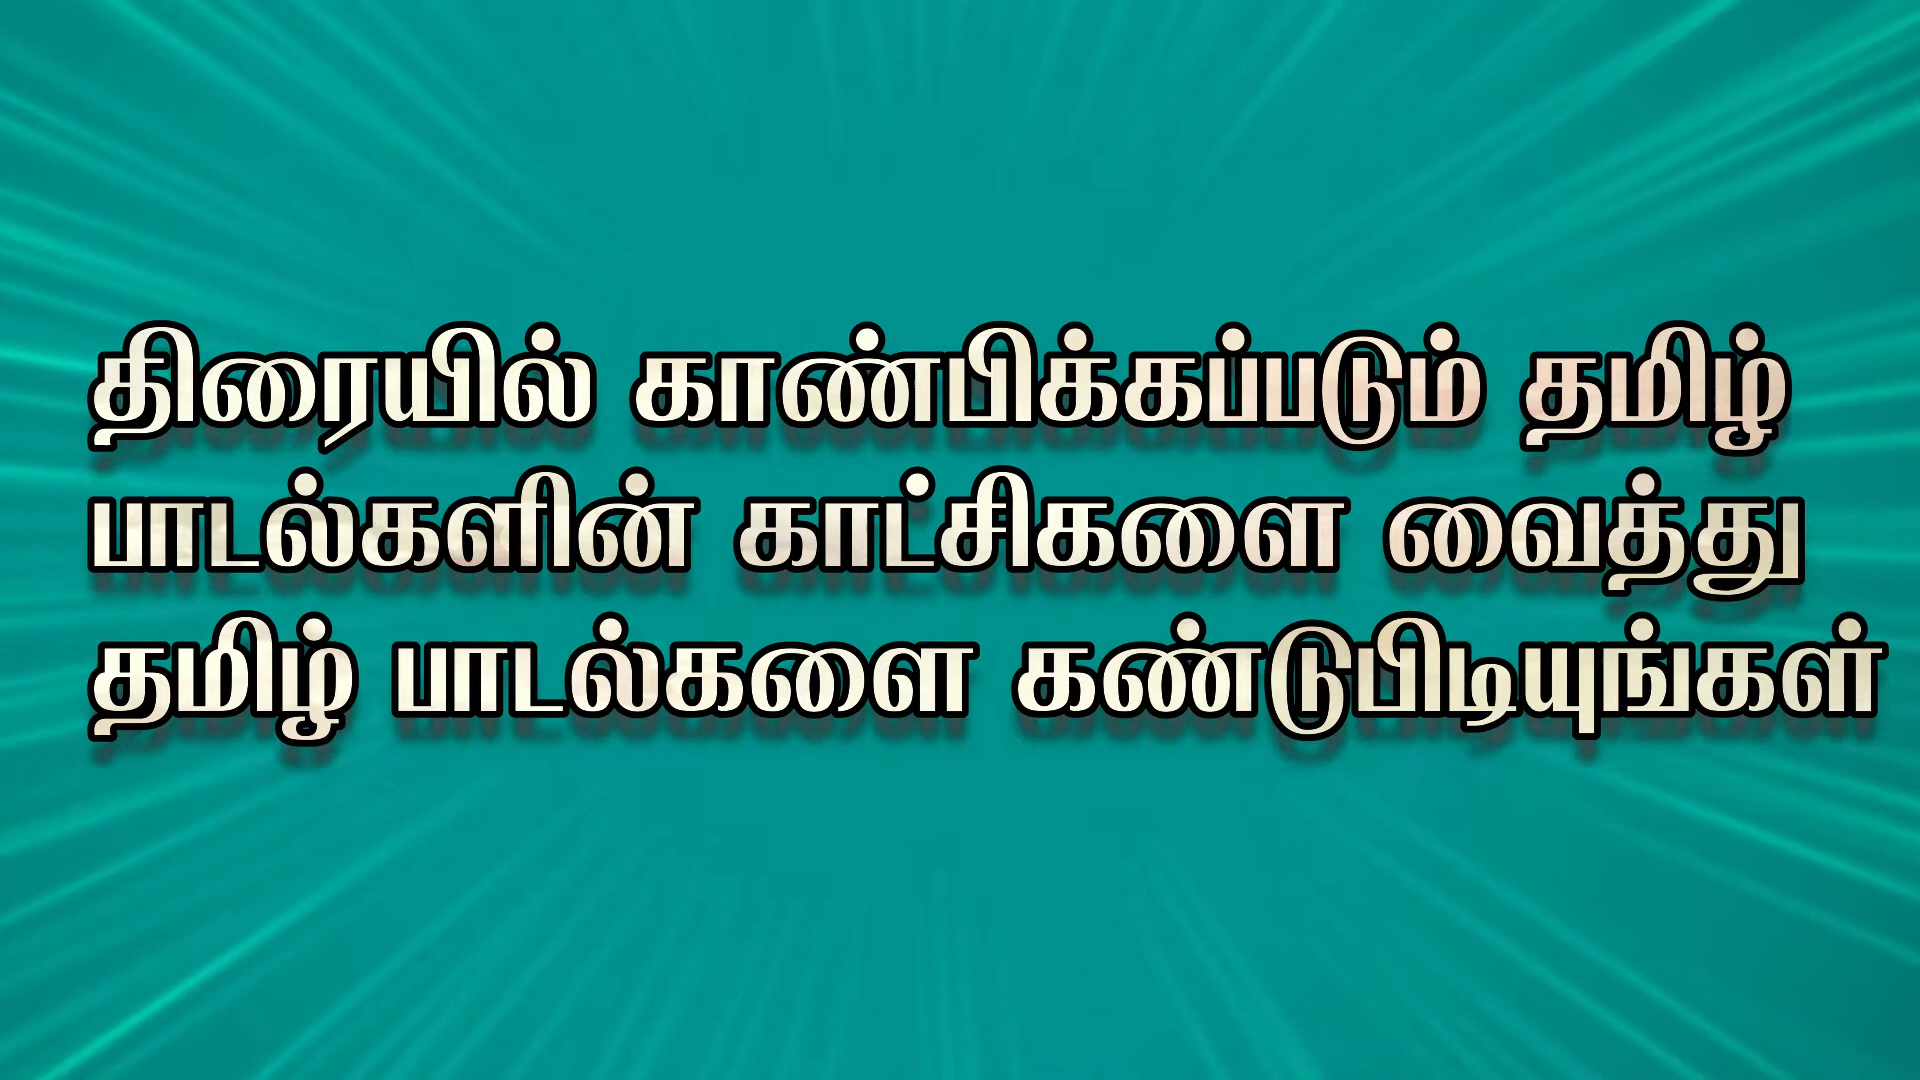 திரையில் காண்பிக்கப்படும் தமிழ்
பாடல்களின் காட்சிகளை வைத்து
தமிழ் பாடல்களை கண்டுபிடியுங்கள்